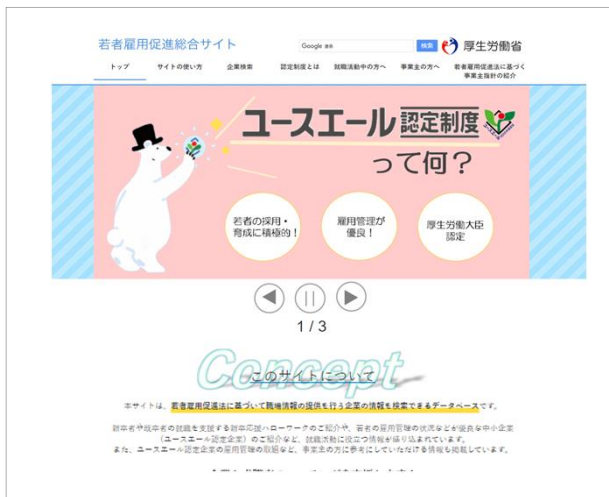 若者雇用促進総合サイト
Google 提供
検索
厚生労働省
トップ
サイトの使い方
企業検索
認定制度とは
就職活動中の方へ
事業主の方へ
若者雇用促進法に基づく
事業主指針の紹介
ユースエール認定制度
って何？
若者の採用・
育成に積極的！
雇用管理が
優良！
厚生労働大臣
認定
1 / 3
Concept
このサイトについて
本サイトは、若者雇用促進法に基づいて職場情報の提供を行う企業の情報を検索できるデータベースです。
新卒者や既卒者の就職を支援する新卒応援ハローワークのご紹介や、若者の雇用管理の状況などが優良な中小企業
（ユースエール認定企業）のご紹介など、就職活動に役立つ情報が盛り込まれています。
また、ユースエール認定企業の雇用管理の取組など、事業主の方に参考にしていただける情報も掲載しています。